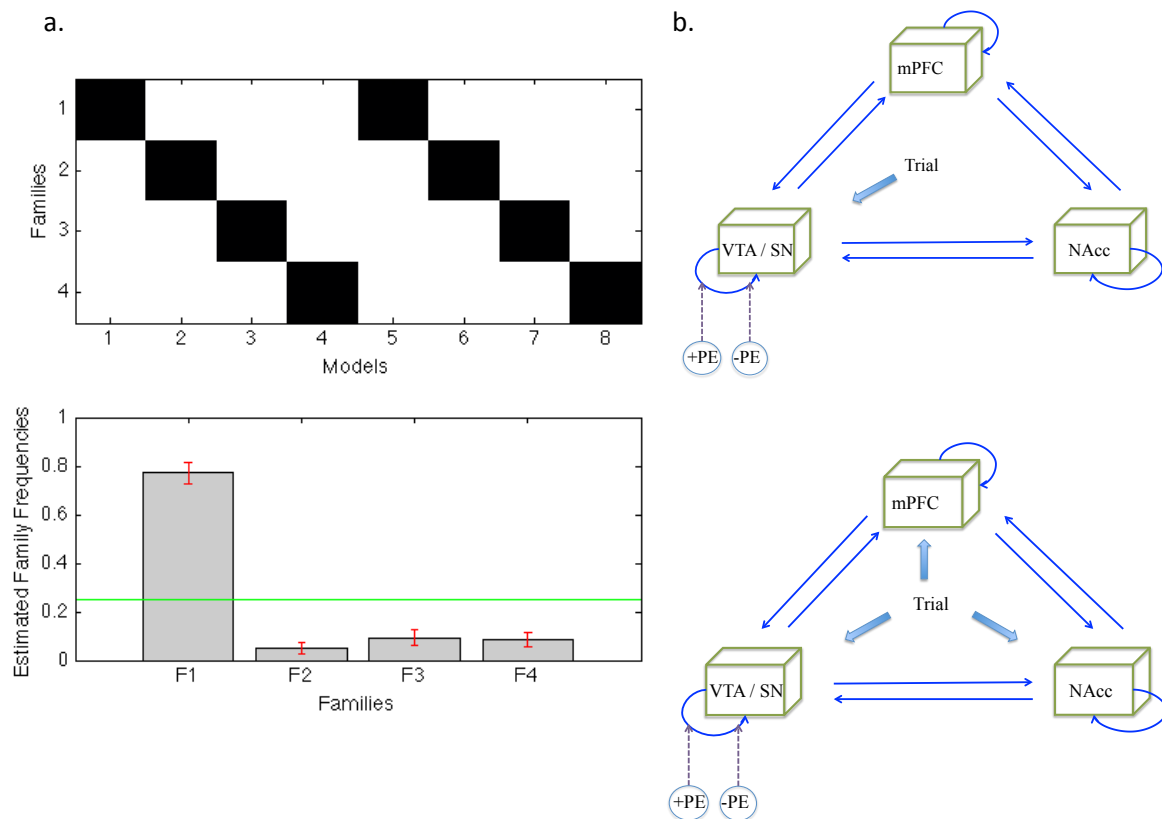 a.
1
2
3
4
Families
1 2 3 4 5 6 7 8
Models
1
0.8
0.6
0.4
0.2
0
Estimated Family Frequencies
F1 F2 F3 F4
Families
b.
mPFC
Trial
VTA / SN
NAcc
+PE -PE
mPFC
Trial
VTA / SN
NAcc
+PE -PE